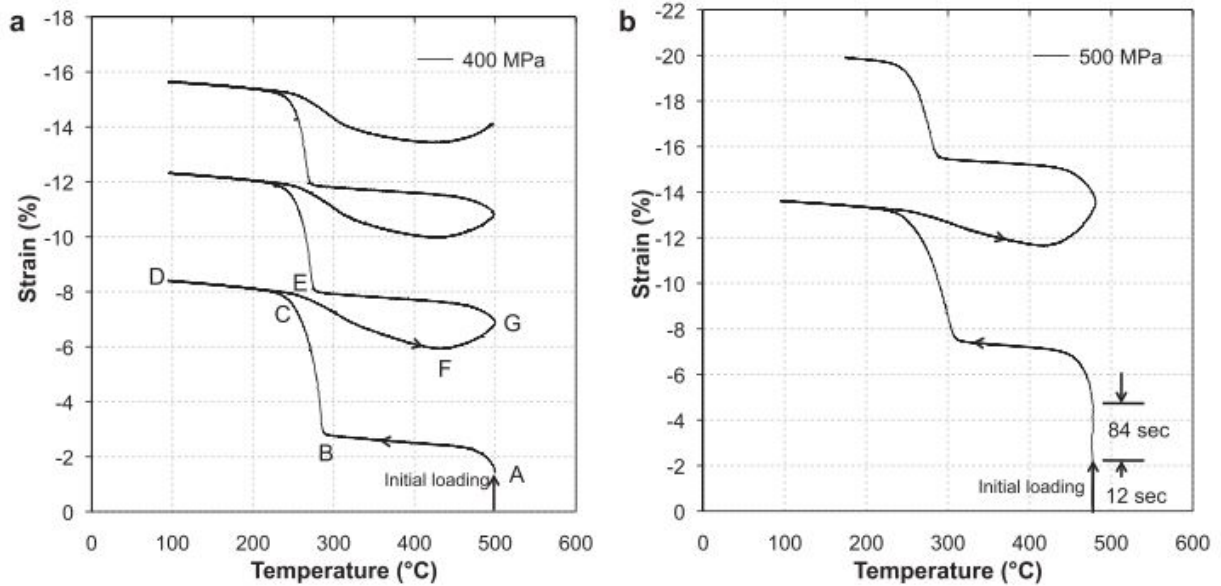 a
-18
-16
-14
-12
-10
-8
-6
-4
-2
0
0
100
200
300
400
500
600
Strain (%)
Temperature (°C)
400 MPa
D
E
C
G
F
B
A
Initial loading
b
-22
-20
-18
-16
-14
-12
-10
-8
-6
-4
-2
0
0
100
200
300
400
500
600
Strain (%)
Temperature (°C)
500 MPa
84 sec
12 sec
Initial loading